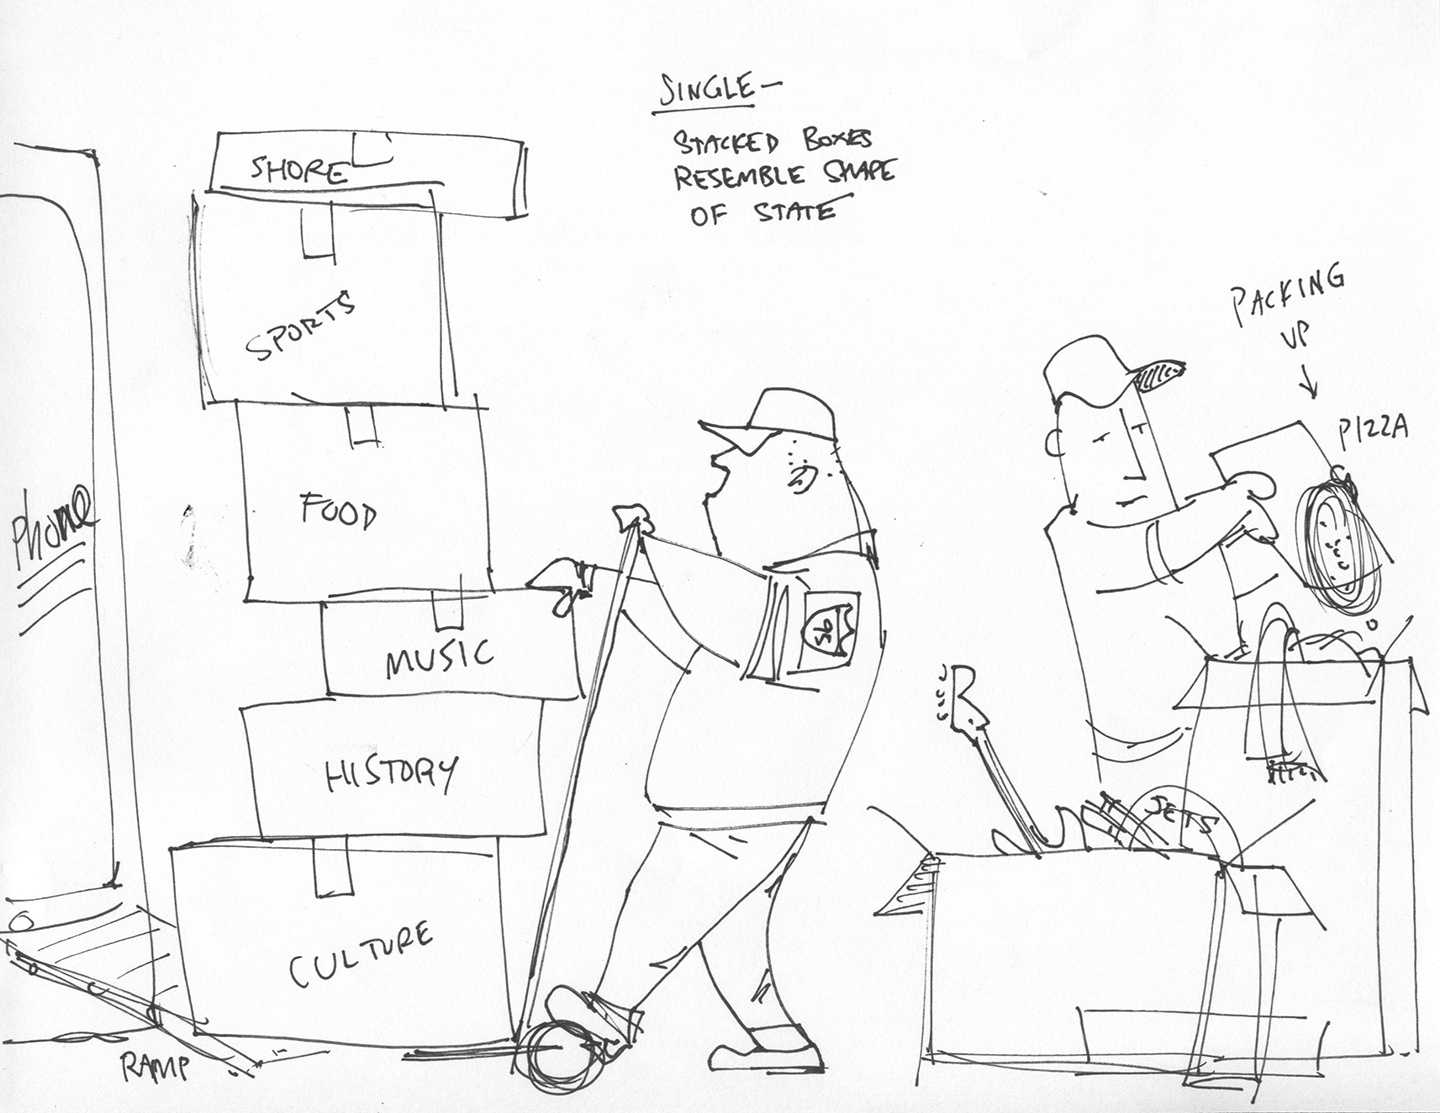 SINGLE—
STACKED BOXES
RESEMBLE SHAPE
OF STATE
SHORE
SPORTS
FOOD
MUSIC
HISTORY
CULTURE
Phone
RAMP
PACKING
UP
PIZZA
JETS